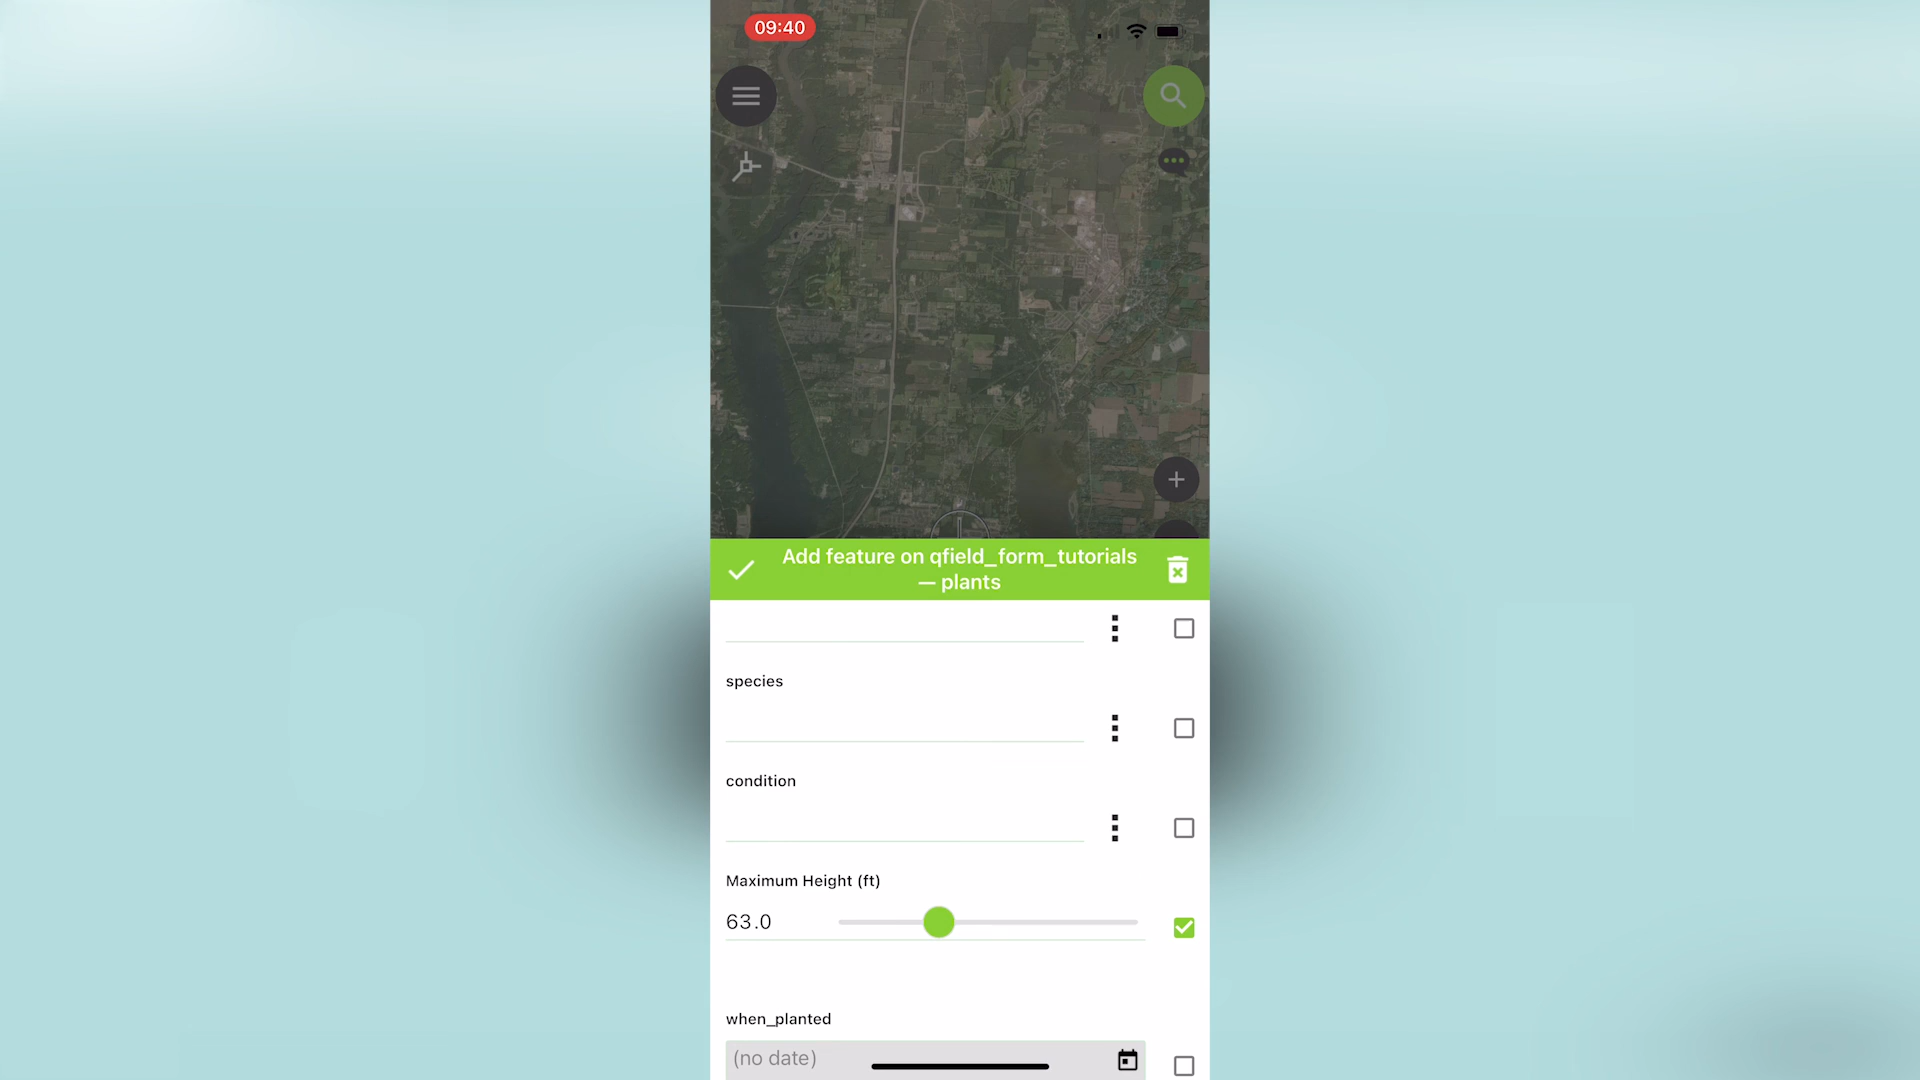 09:40
Add feature on qfield_form_tutorials
— plants
species
condition
Maximum Height (ft)
63.0
when_planted
(no date)